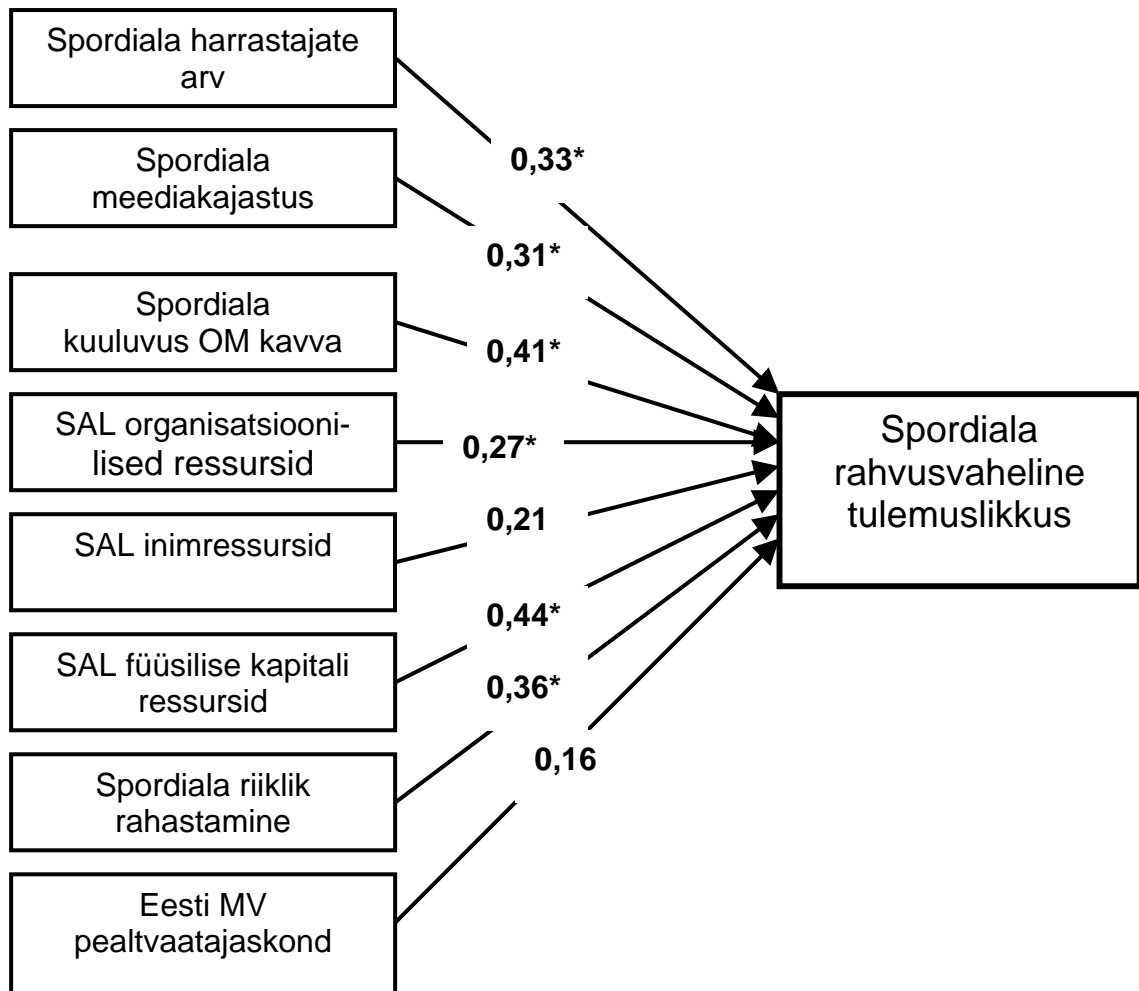 Spordiala harrastajate
arv
Spordiala
meediakajastus
Spordiala
kuuluvus OM kavva
SAL organisatsiooni-
lised ressursid
SAL inimressursid
SAL füüsilise kapitali
ressursid
Spordiala riiklik
rahastamine
Eesti MV
pealtvaatajaskond
0,33*
0,31*
0,41*
0,27*
0,21
0,44*
0,36*
0,16
Spordiala
rahvusvaheline
tulemuslikkus